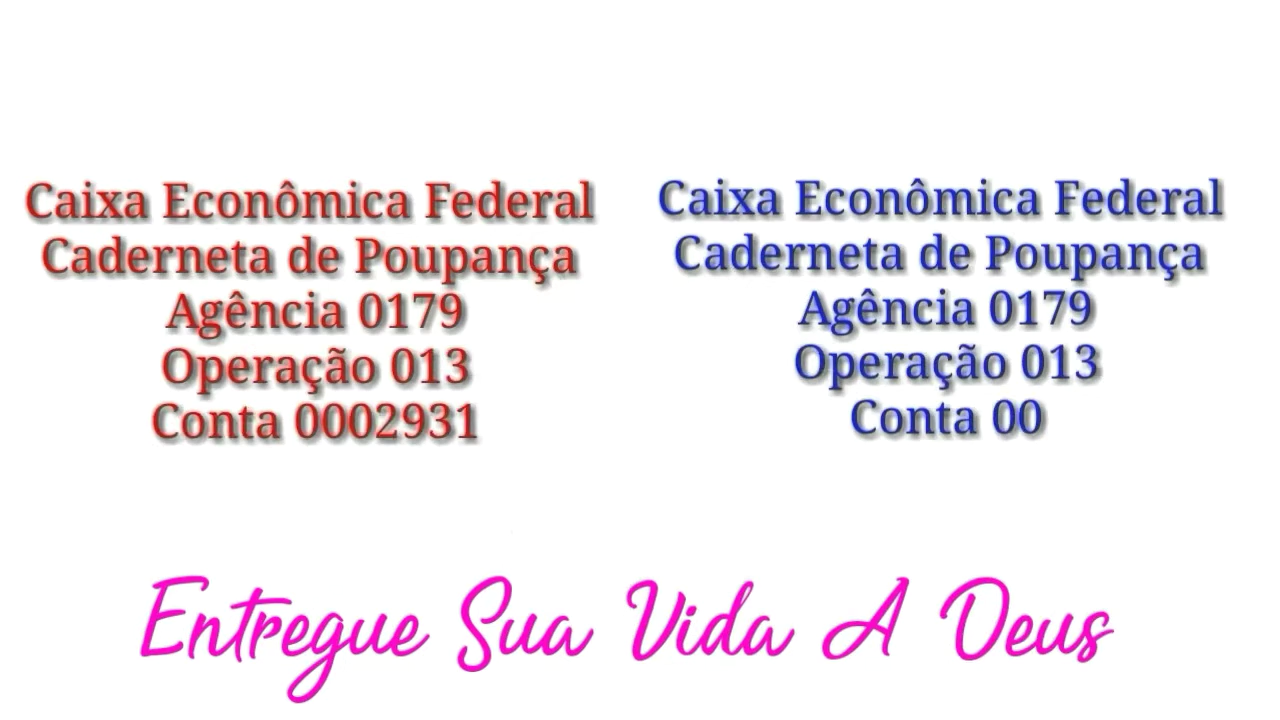 Caixa Econômica Federal
Caderneta de Poupança
Agência 0179
Operação 013
Conta 0002931
Caixa Econômica Federal
Caderneta de Poupança
Agência 0179
Operação 013
Conta 00
Entregue Sua Vida A Deus